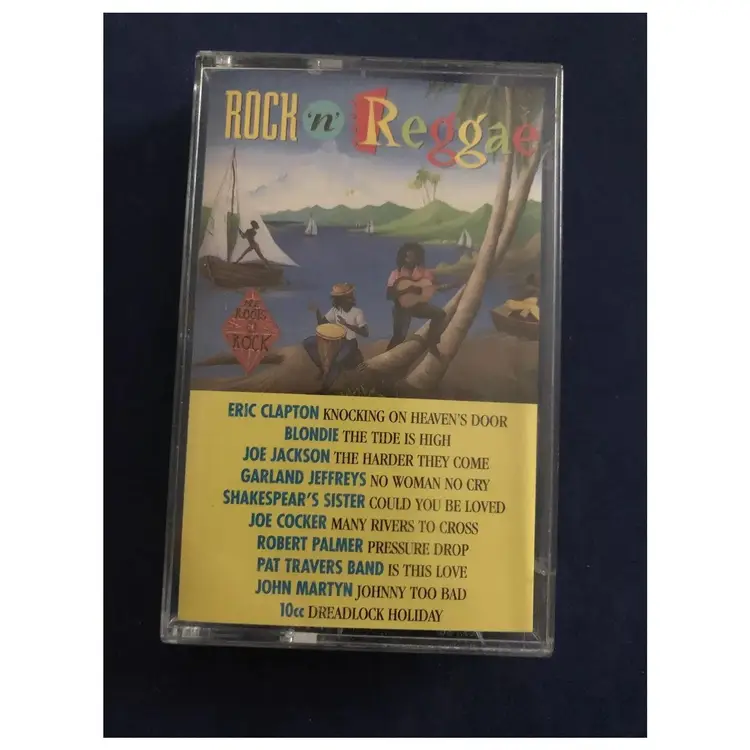 ROCK 'n' Reggae
THE
ROOTS
OF
ROCK
ERIC CLAPTON KNOCKING ON HEAVEN'S DOOR
BLONDIE THE TIDE IS HIGH
JOE JACKSON THE HARDER THEY COME
GARLAND JEFFREYS NO WOMAN NO CRY
SHAKESPEAR'S SISTER COULD YOU BE LOVED
JOE COCKER MANY RIVERS TO CROSS
ROBERT PALMER PRESSURE DROP
PAT TRAVERS BAND IS THIS LOVE
JOHN MARTYN JOHNNY TOO BAD
10cc DREADLOCK HOLIDAY